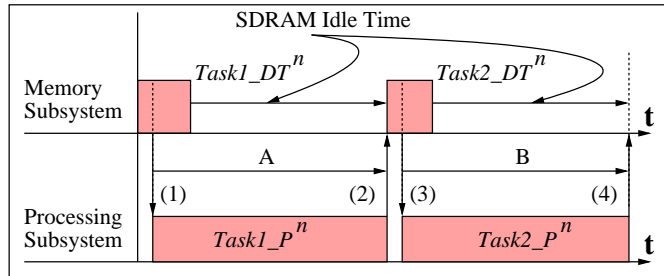 SDRAM Idle Time
Task1_DT^n Task2_DT^n
Memory
Subsystem
t
A B
(1) (2) (3) (4)
Processing
Subsystem
Task1_P^n Task2_P^n
t